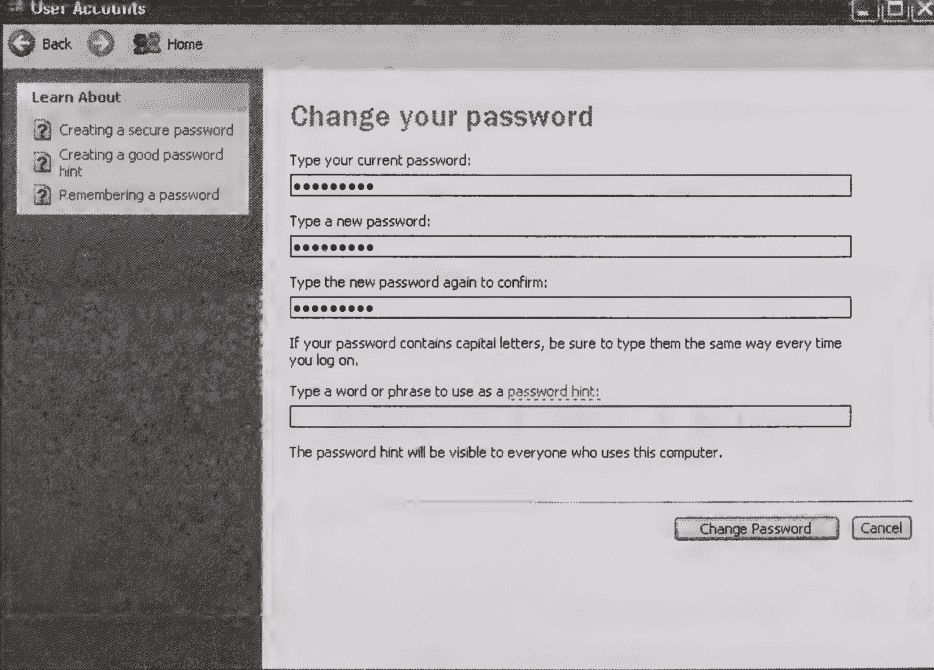 User Accounts
Back
Home
Learn About
Creating a secure password
Creating a good password
hint
Remembering a password
Change your password
Type your current password:
•••••••••
Type a new password:
•••••••••
Type the new password again to confirm:
•••••••••
If your password contains capital letters, be sure to type them the same way every time
you log on.
Type a word or phrase to use as a password hint:
The password hint will be visible to everyone who uses this computer.
Change Password
Cancel